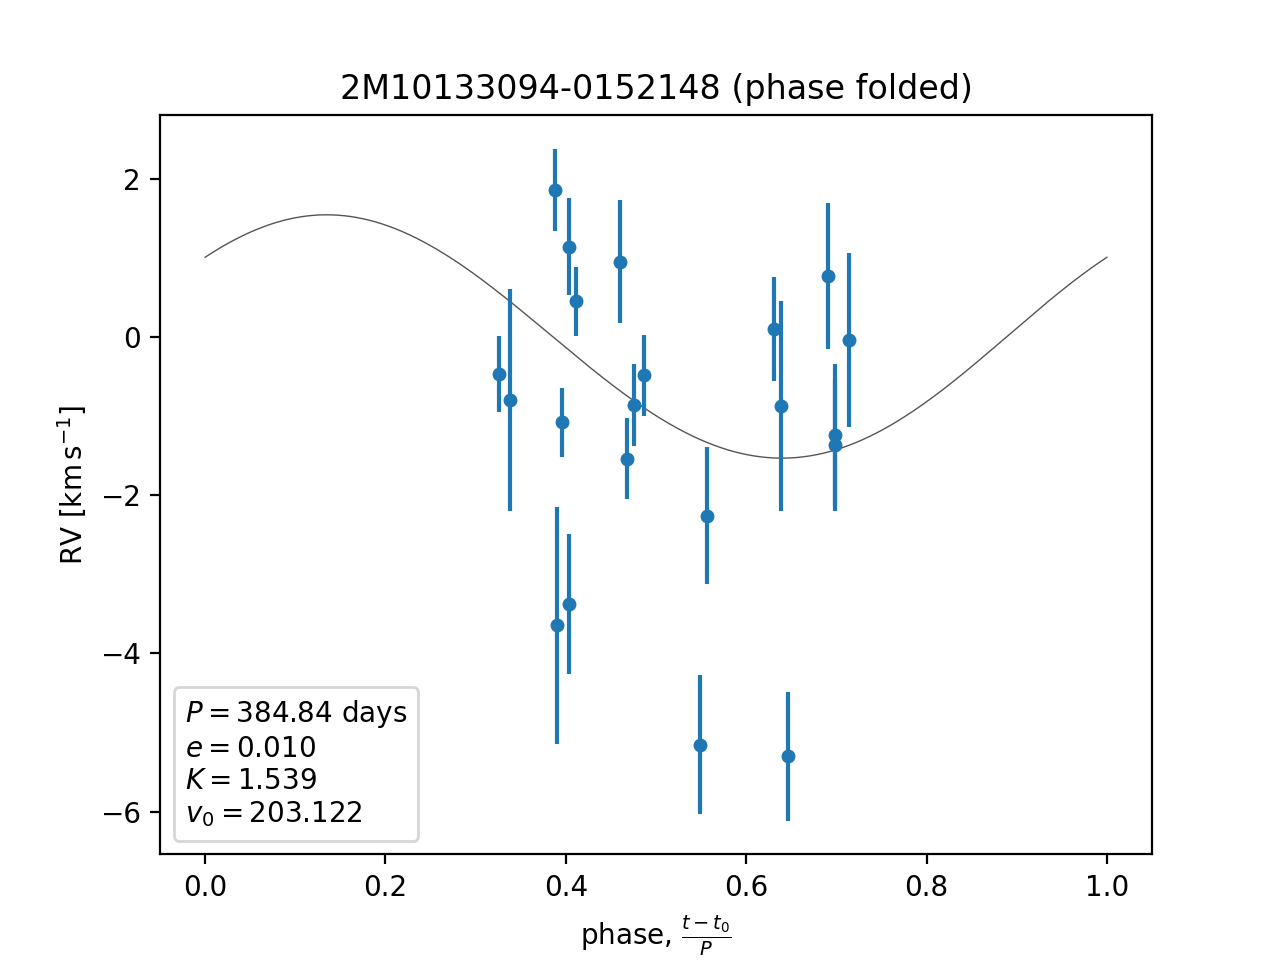 2M10133094-0152148 (phase folded)
2
0
−2
−4
−6
RV [km s⁻¹]
P = 384.84 days
e = 0.010
K = 1.539
v₀ = 203.122
0.0 0.2 0.4 0.6 0.8 1.0
phase, (t − t₀)/P